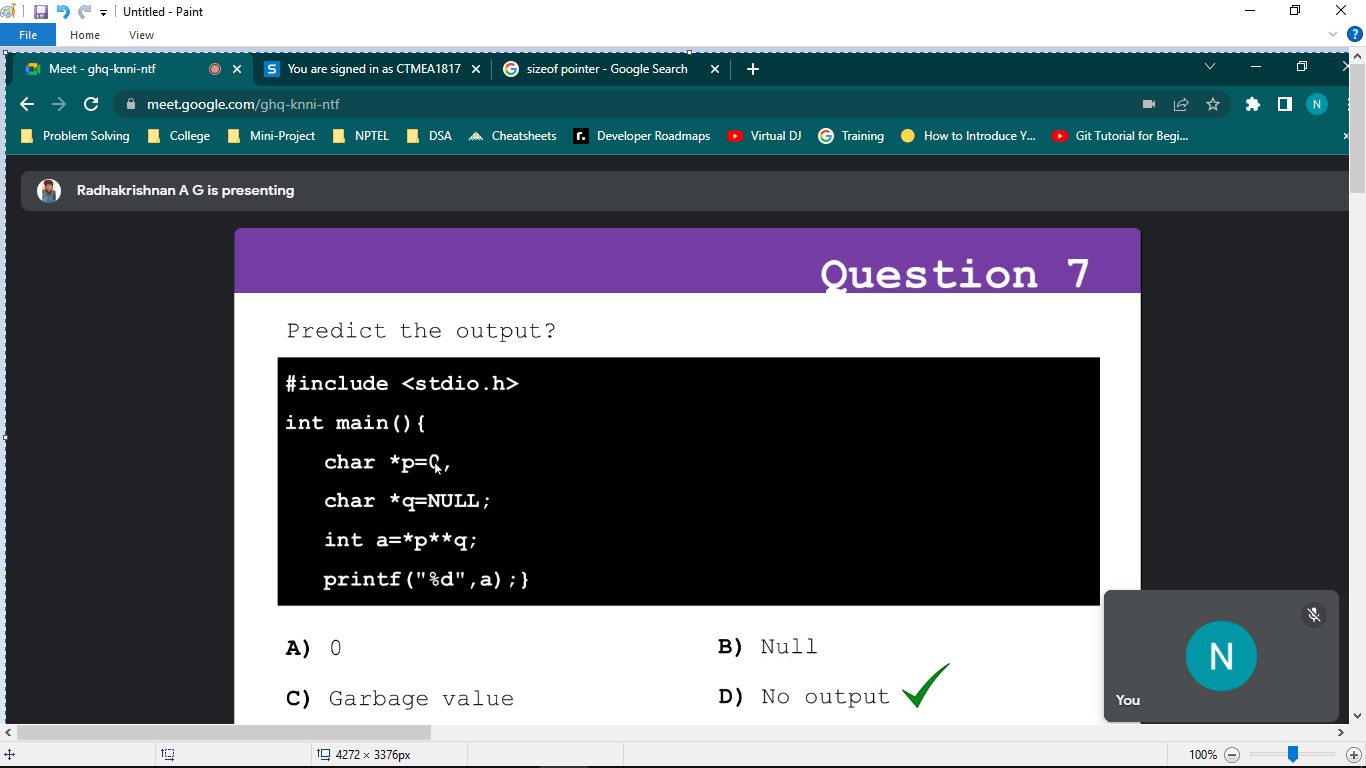 Untitled - Paint
File Home View
Meet - ghq-knni-ntf You are signed in as CTMEA1817 sizeof pointer - Google Search
meet.google.com/ghq-knni-ntf N
Problem Solving College Mini-Project NPTEL DSA Cheatsheets Developer Roadmaps Virtual DJ Training How to Introduce Y... Git Tutorial for Begi...
Radhakrishnan A G is presenting
Question 7
Predict the output?
#include <stdio.h>
int main(){
char *p=0,
char *q=NULL;
int a=*p**q;
printf("%d",a);}
A) 0
B) Null
C) Garbage value
D) No output
N
You
4272 × 3376px
100%